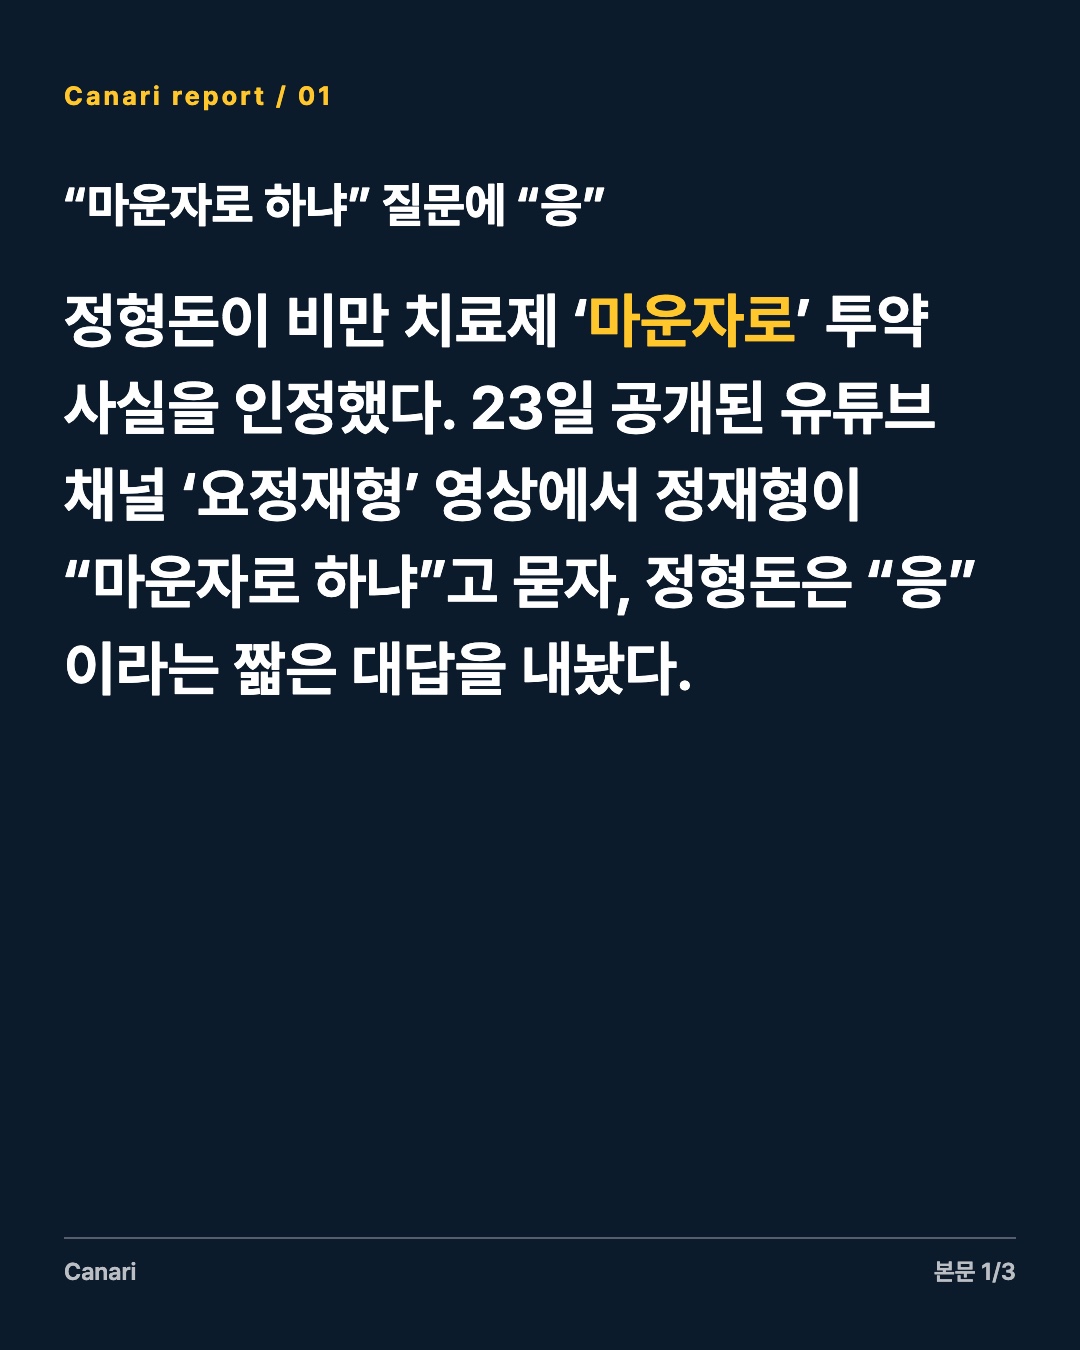 Canari report / 01
“마운자로 하냐” 질문에 “응”
정형돈이 비만 치료제 ‘마운자로’ 투약
사실을 인정했다. 23일 공개된 유튜브
채널 ‘요정재형’ 영상에서 정재형이
“마운자로 하냐”고 묻자, 정형돈은 “응”
이라는 짧은 대답을 내놨다.
Canari
본문 1/3